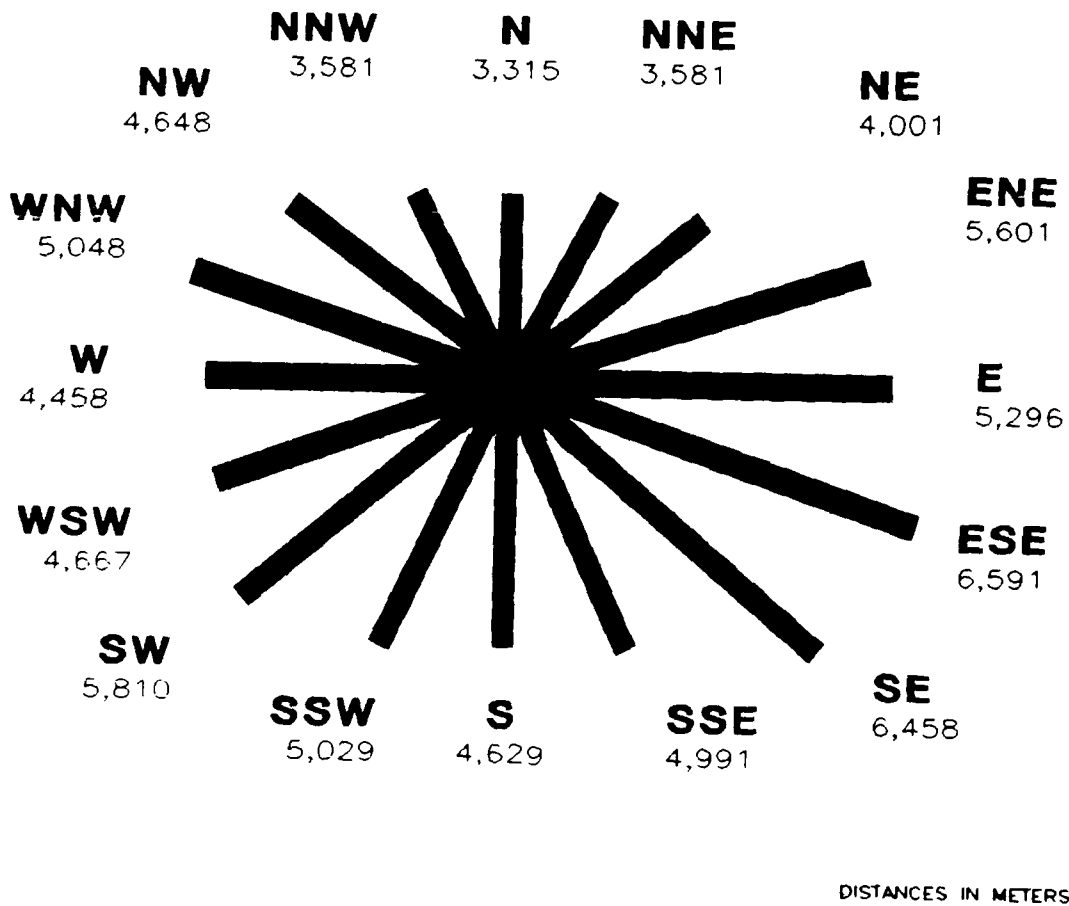 NNW
3,581
N
3,315
NNE
3,581
NW
4,648
NE
4,001
WNW
5,048
ENE
5,601
W
4,458
E
5,296
WSW
4,667
ESE
6,591
SW
5,810
SE
6,458
SSW
5,029
S
4,629
SSE
4,991
DISTANCES IN METERS